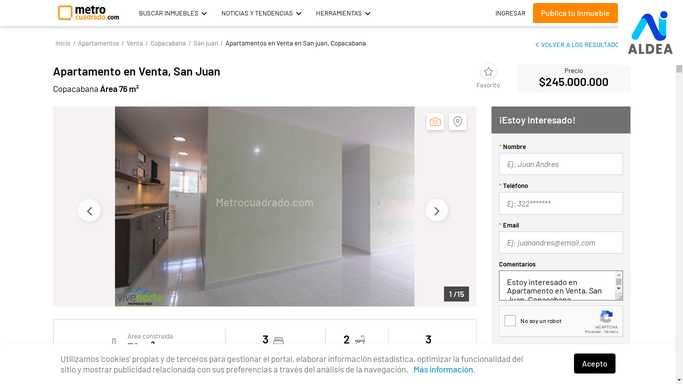 metro
cuadrado.com
BUSCAR INMUEBLES
NOTICIAS Y TENDENCIAS
HERRAMIENTAS
INGRESAR
Publica tu Inmueble
ALDEA
Inicio / Apartamentos / Venta / Copacabana / San juan / Apartamentos en Venta en San juan, Copacabana
VOLVER A LOS RESULTADO
Apartamento en Venta, San Juan
Copacabana Área 76 m²
Favorito
Precio
$245.000.000
Metrocuadrado.com
1 /15
¡Estoy Interesado!
* Nombre
Ej: Juan Andres
* Teléfono
Ej: 322*******
* Email
Ej: juanandres@email.com
Comentarios
Estoy interesado en
Apartamento en Venta, San
Juan, Copacabana
No soy un robot
reCAPTCHA
Privacidad - Términos
Área construida
3
2
3
Utilizamos 'cookies' propias y de terceros para gestionar el portal, elaborar información estadística, optimizar la funcionalidad del
sitio y mostrar publicidad relacionada con sus preferencias a través del análisis de la navegación. Más información.
Acepto